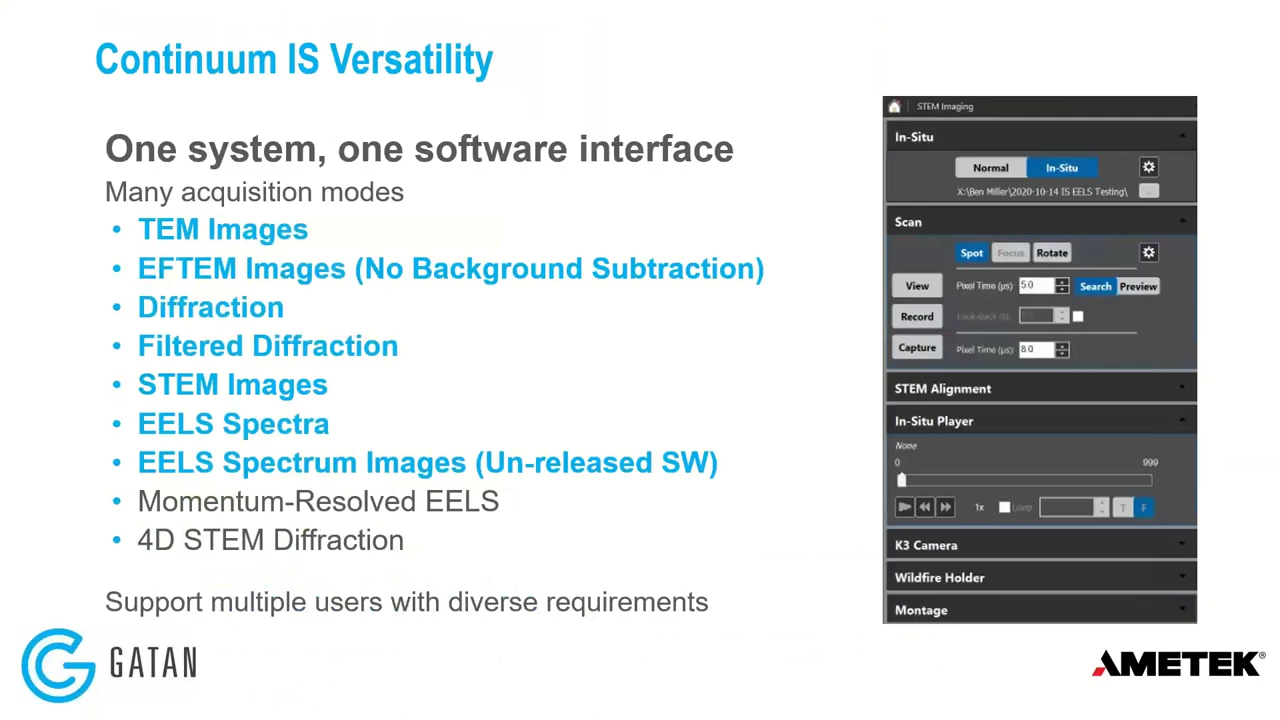 Continuum IS Versatility
One system, one software interface
Many acquisition modes
• TEM Images
• EFTEM Images (No Background Subtraction)
• Diffraction
• Filtered Diffraction
• STEM Images
• EELS Spectra
• EELS Spectrum Images (Un-released SW)
• Momentum-Resolved EELS
• 4D STEM Diffraction
Support multiple users with diverse requirements
STEM Imaging
In-Situ
Normal In-Situ
X:\Ben Miller\2020-10-14 IS EELS Testing\
...
Scan
Spot Focus Rotate
View Pixel Time (µs): 5.0 Search Preview
Record Look-back (s):
Capture Pixel Time (µs): 8.0
STEM Alignment
In-Situ Player
None
0 999
1x Loop T F
K3 Camera
Wildfire Holder
Montage
GATAN
AMETEK®